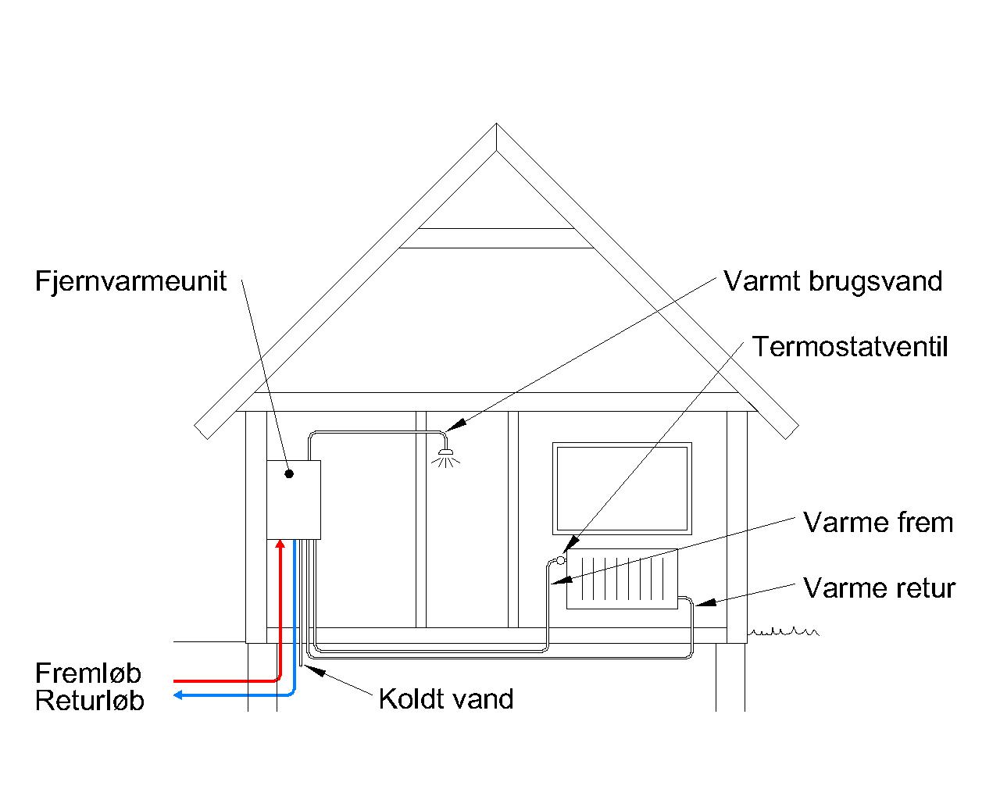 Fjernvarmeunit
Varmt brugsvand
Termostatventil
Varme frem
Varme retur
Fremløb
Returløb
Koldt vand